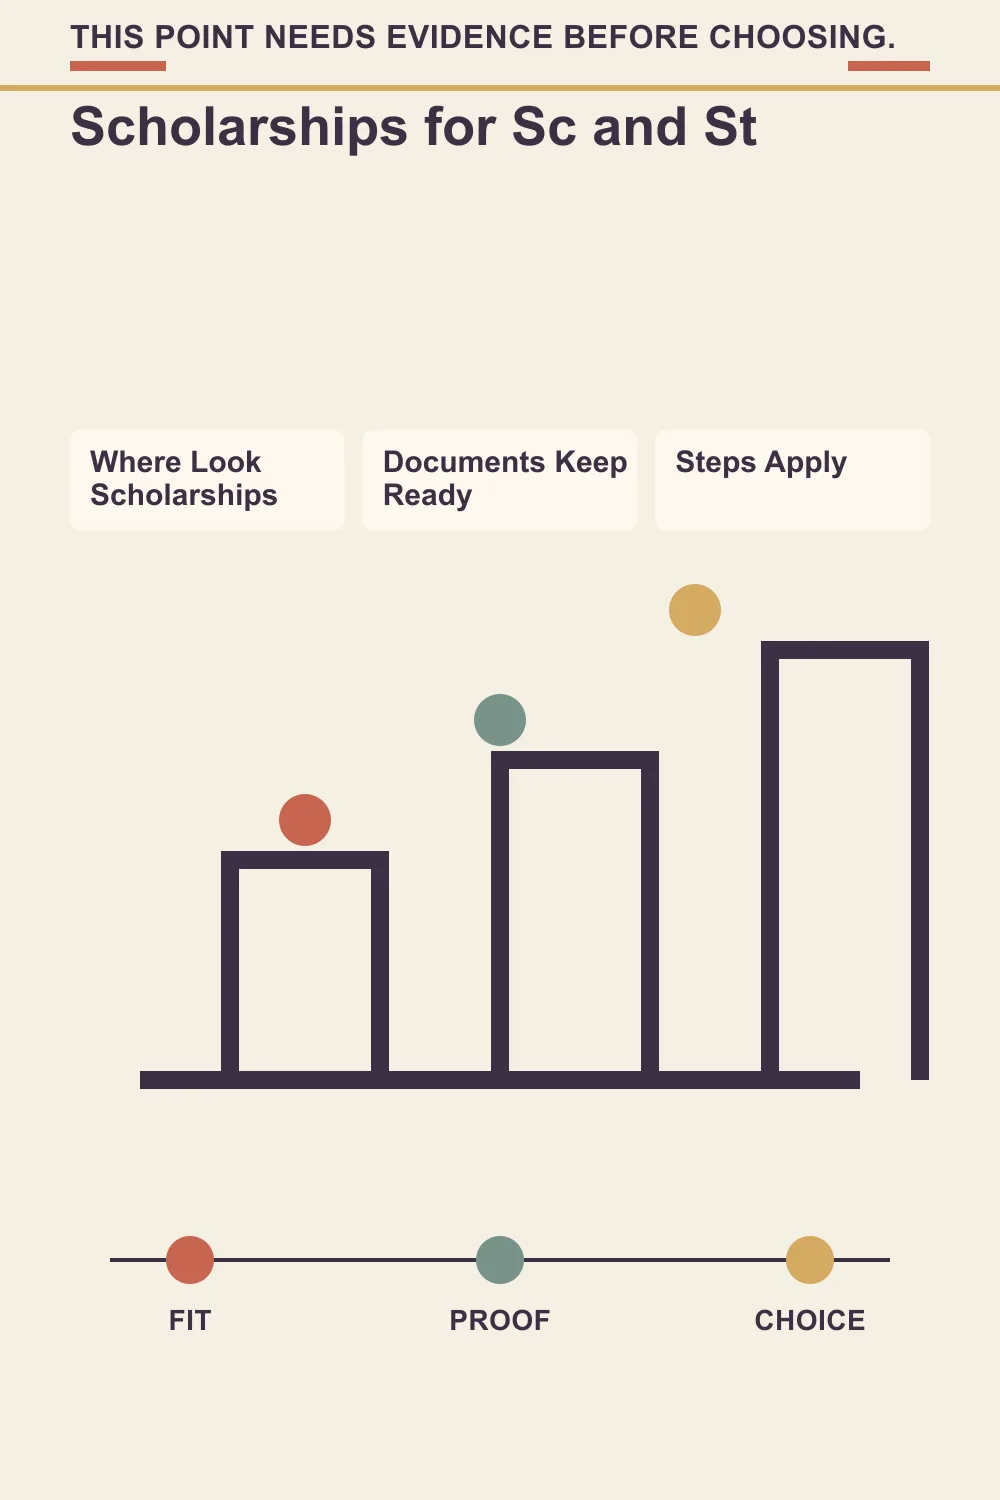 THIS POINT NEEDS EVIDENCE BEFORE CHOOSING.
Scholarships for Sc and St
Where Look
Scholarships
Documents Keep
Ready
Steps Apply
FIT
PROOF
CHOICE